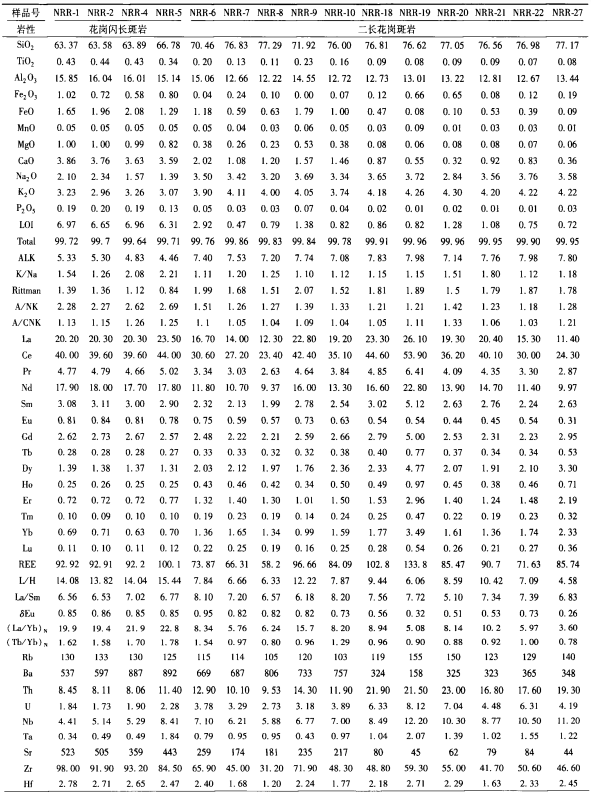 样品号 NRR-1 NRR-2 NRR-4 NRR-5 NRR-6 NRR-7 NRR-8 NRR-9 NRR-10 NRR-18 NRR-19 NRR-20 NRR-21 NRR-22 NRR-27
岩性 花岗闪长斑岩 二长花岗斑岩
SiO2 63.37 63.58 63.89 66.78 70.46 76.83 77.29 71.92 76.00 76.81 76.62 77.05 76.56 76.98 77.17
TiO2 0.43 0.44 0.43 0.34 0.20 0.13 0.11 0.23 0.16 0.09 0.08 0.09 0.09 0.07 0.08
Al2O3 15.85 16.04 16.01 15.14 15.06 12.66 12.22 14.55 12.72 12.73 13.01 13.22 12.81 12.67 13.44
Fe2O3 1.02 0.72 0.58 0.80 0.04 0.24 0.10 0.00 0.07 0.12 0.66 0.65 0.08 0.12 0.19
FeO 1.65 1.96 2.08 1.29 1.18 0.59 0.63 1.79 1.00 0.47 0.08 0.10 0.53 0.39 0.09
MnO 0.05 0.05 0.05 0.05 0.05 0.04 0.03 0.06 0.05 0.03 0.09 0.01 0.03 0.03 0.01
MgO 1.00 1.00 0.99 0.82 0.38 0.26 0.23 0.53 0.38 0.08 0.06 0.08 0.08 0.07 0.06
CaO 3.86 3.76 3.63 3.59 2.02 1.08 1.20 1.57 1.46 0.87 0.55 0.32 0.92 0.83 0.36
Na2O 2.10 2.34 1.57 1.39 3.50 3.42 3.20 3.69 3.34 3.65 3.72 2.84 3.56 3.76 3.58
K2O 3.23 2.96 3.26 3.07 3.90 4.11 4.00 4.05 3.74 4.18 4.26 4.30 4.20 4.22 4.22
P2O5 0.19 0.20 0.19 0.13 0.05 0.03 0.03 0.07 0.04 0.02 0.01 0.02 0.01 0.01 0.03
LOI 6.97 6.65 6.96 6.31 2.92 0.47 0.79 1.38 0.82 0.86 0.82 1.28 1.08 0.75 0.72
Total 99.72 99.7 99.64 99.71 99.76 99.86 99.83 99.84 99.78 99.91 99.96 99.96 99.95 99.90 99.95
ALK 5.33 5.30 4.83 4.46 7.40 7.53 7.20 7.74 7.08 7.83 7.98 7.14 7.76 7.98 7.80
K/Na 1.54 1.26 2.08 2.21 1.11 1.20 1.25 1.10 1.12 1.15 1.15 1.51 1.80 1.12 1.18
Rittman 1.39 1.36 1.12 0.84 1.99 1.68 1.51 2.07 1.52 1.81 1.89 1.5 1.79 1.87 1.78
A/NK 2.28 2.27 2.62 2.69 1.51 1.26 1.27 1.39 1.33 1.21 1.21 1.42 1.23 1.18 1.28
A/CNK 1.13 1.15 1.26 1.25 1.1 1.05 1.04 1.09 1.04 1.05 1.11 1.33 1.06 1.03 1.21
La 20.20 20.30 20.30 23.50 16.70 14.00 12.30 22.80 19.20 23.30 26.10 19.30 20.40 15.30 11.40
Ce 40.00 39.60 39.60 44.00 30.60 27.20 23.40 42.40 35.10 44.60 53.90 36.20 40.10 30.00 24.30
Pr 4.77 4.79 4.66 5.02 3.34 3.03 2.63 4.64 3.84 4.85 6.41 4.09 4.35 3.30 2.87
Nd 17.90 18.00 17.70 17.80 11.80 10.70 9.37 16.00 13.30 16.60 22.80 13.90 14.70 11.40 9.97
Sm 3.08 3.11 3.00 2.90 2.32 2.13 1.99 2.78 2.54 3.02 5.12 2.63 2.76 2.24 2.63
Eu 0.81 0.84 0.81 0.78 0.75 0.59 0.57 0.73 0.63 0.54 0.54 0.44 0.45 0.54 0.31
Gd 2.62 2.73 2.67 2.57 2.48 2.22 2.21 2.59 2.66 2.79 5.00 2.53 2.31 2.23 2.95
Tb 0.28 0.28 0.28 0.27 0.33 0.33 0.32 0.32 0.38 0.40 0.77 0.37 0.34 0.34 0.53
Dy 1.39 1.38 1.37 1.31 2.03 2.12 1.97 1.76 2.36 2.33 4.77 2.07 1.91 2.10 3.30
Ho 0.25 0.26 0.25 0.25 0.43 0.46 0.42 0.34 0.50 0.49 0.97 0.45 0.38 0.46 0.71
Er 0.72 0.72 0.72 0.77 1.32 1.40 1.30 1.01 1.50 1.53 2.96 1.40 1.24 1.48 2.19
Tm 0.10 0.09 0.10 0.10 0.19 0.23 0.19 0.14 0.24 0.25 0.47 0.22 0.19 0.23 0.32
Yb 0.69 0.71 0.63 0.70 1.36 1.65 1.34 0.99 1.59 1.77 3.49 1.61 1.36 1.74 2.33
Lu 0.11 0.10 0.11 0.12 0.22 0.25 0.19 0.16 0.25 0.28 0.54 0.26 0.21 0.27 0.36
REE 92.92 92.91 92.2 100.1 73.87 66.31 58.2 96.66 84.09 102.8 133.8 85.47 90.7 71.63 85.74
L/H 14.08 13.82 14.04 15.44 7.84 6.66 6.33 12.22 7.87 9.44 6.06 8.59 10.42 7.09 4.58
La/Sm 6.56 6.53 7.02 6.77 8.10 7.20 6.57 6.18 8.20 7.56 7.72 5.10 7.34 7.39 6.83
δEu 0.85 0.86 0.85 0.85 0.95 0.82 0.82 0.82 0.73 0.56 0.32 0.51 0.53 0.73 0.26
(La/Yb)N 19.9 19.4 21.9 22.8 8.34 5.76 6.24 15.7 8.20 8.94 5.08 8.14 10.2 5.97 3.60
(Tb/Yb)N 1.62 1.58 1.70 1.78 1.54 0.97 0.80 0.96 1.29 0.96 0.90 0.88 0.92 1.00 0.78
Rb 130 133 130 125 115 114 105 120 103 119 155 150 123 129 140
Ba 537 597 887 892 669 687 806 733 757 324 158 325 323 365 348
Th 8.45 8.11 8.06 11.40 12.90 10.10 9.53 14.30 11.90 21.90 21.50 23.00 16.80 17.60 19.30
U 1.84 1.73 1.90 2.28 3.78 3.29 2.73 3.18 3.89 6.33 8.12 7.04 4.48 6.31 4.19
Nb 4.41 5.14 5.29 8.41 7.10 6.21 5.88 6.77 7.00 8.49 12.20 10.30 8.77 10.50 11.20
Ta 0.34 0.49 0.49 1.84 0.79 0.95 0.95 0.43 0.97 1.04 2.07 1.39 1.02 1.55 1.22
Sr 523 505 359 443 259 174 181 235 217 80 45 62 79 84 44
Zr 98.00 91.90 93.20 84.50 65.90 45.00 31.20 71.90 48.30 48.80 59.30 55.00 41.70 50.60 46.60
Hf 2.78 2.71 2.65 2.47 2.40 1.68 1.20 2.24 1.77 2.18 2.71 2.29 1.63 2.33 2.45